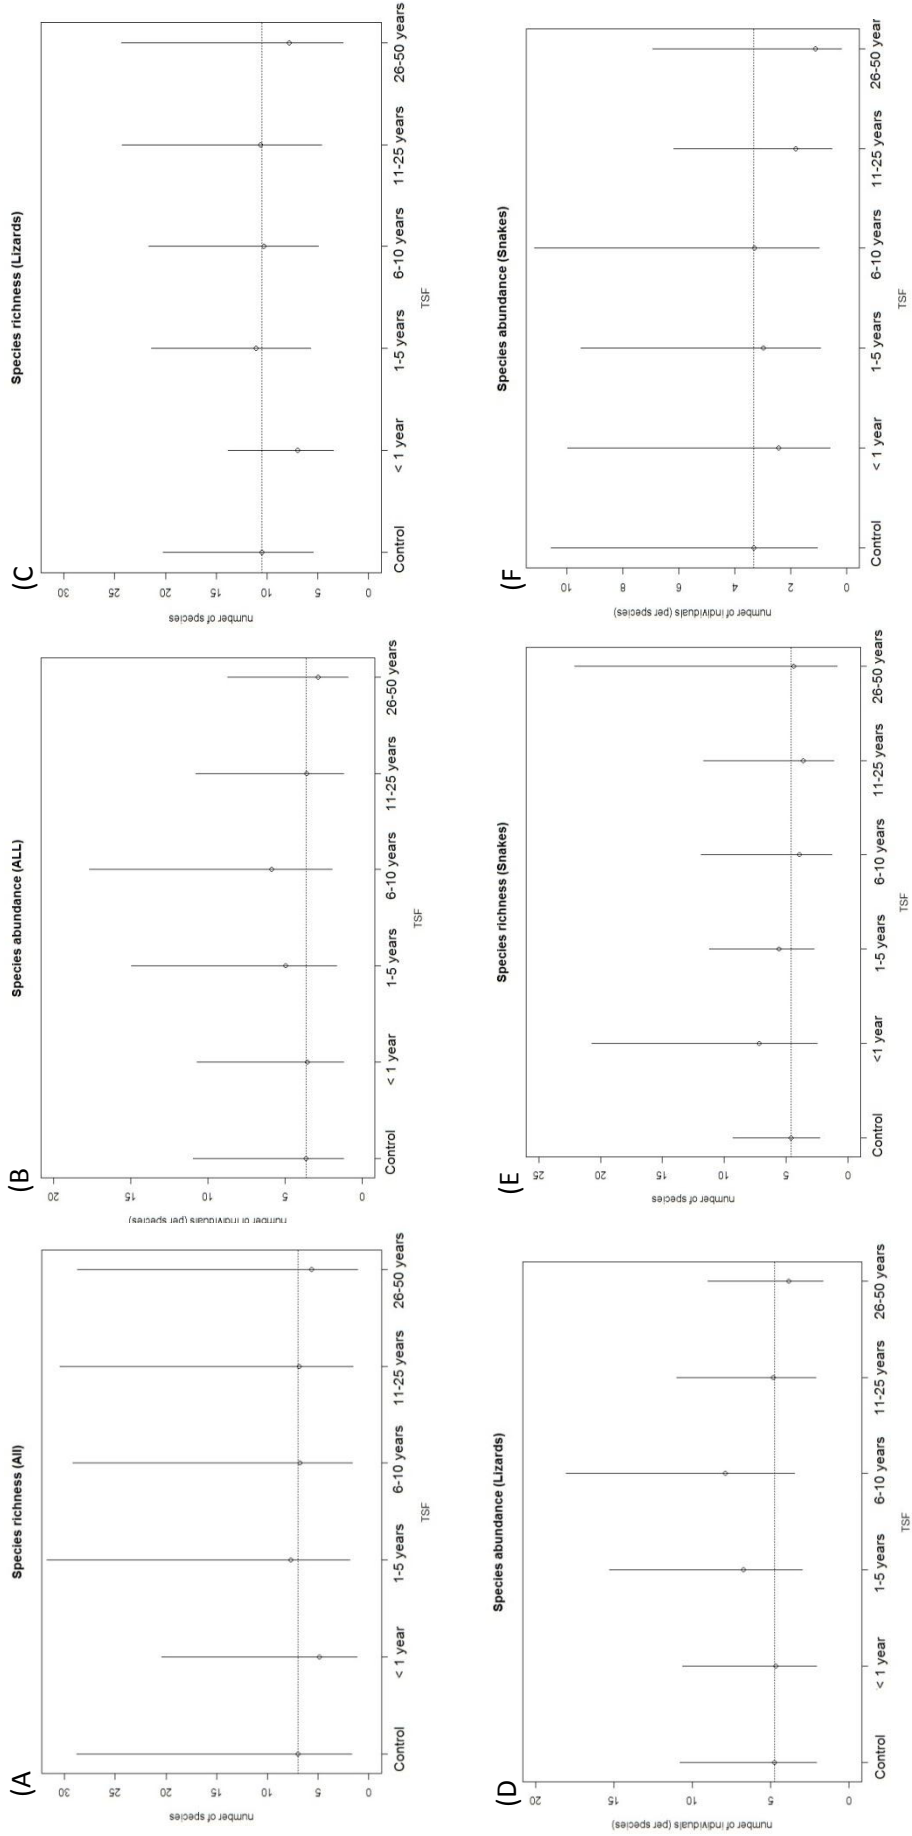 (A
Species richness (All)
number of species
30
25
20
15
10
5
0
Control
< 1 year
1-5 years
6-10 years
11-25 years
26-50 years
TSF
(B
Species abundance (ALL)
number of individuals (per species)
20
15
10
5
0
Control
< 1 year
1-5 years
6-10 years
11-25 years
26-50 years
TSF
(C
Species richness (Lizards)
number of species
30
25
20
15
10
5
0
Control
< 1 year
1-5 years
6-10 years
11-25 years
26-50 years
TSF
(D
Species abundance (Lizards)
number of individuals (per species)
20
15
10
5
0
Control
< 1 year
1-5 years
6-10 years
11-25 years
26-50 years
TSF
(E
Species richness (Snakes)
number of species
25
20
15
10
5
0
Control
<1 year
1-5 years
6-10 years
11-25 years
26-50 years
TSF
(F
Species abundance (Snakes)
number of individuals (per species)
10
8
6
4
2
0
Control
< 1 year
1-5 years
6-10 years
11-25 years
26-50 year
TSF